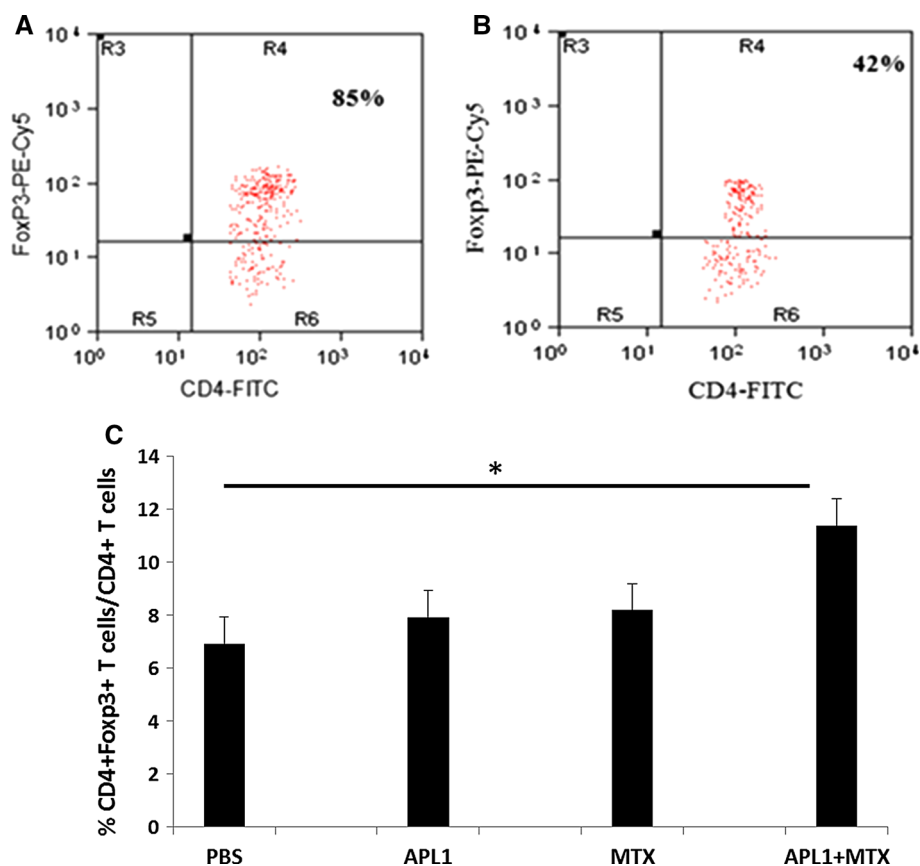 A
10⁴
R3
R4
85%
10³
10²
10¹
10⁰
R5
R6
FoxP3-PE-Cy5
10⁰ 10¹ 10² 10³ 10⁴
CD4-FITC
B
10⁴
R3
R4
42%
10³
10²
10¹
10⁰
R5
R6
Foxp3-PE-Cy5
10⁰ 10¹ 10² 10³ 10⁴
CD4-FITC
C
% CD4+Foxp3+ T cells/CD4+ T cells
14
12
10
8
6
4
2
0
*
PBS APL1 MTX APL1+MTX